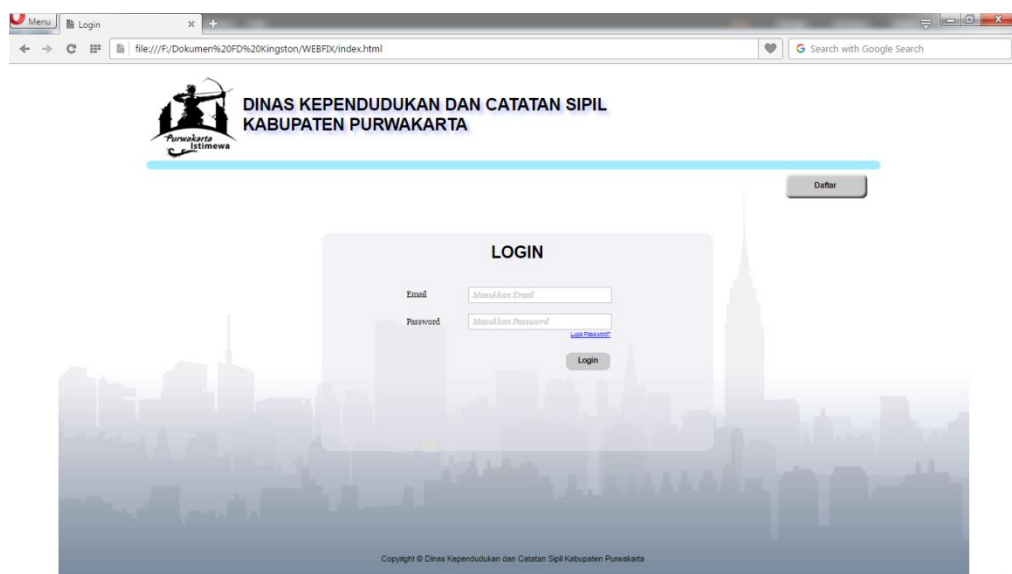 Menu
Login
file:///F:/Dokumen%20FD%20Kingston/WEBFIX/index.html
Search with Google Search
Purwakarta
Istimewa
DINAS KEPENDUDUKAN DAN CATATAN SIPIL
KABUPATEN PURWAKARTA
Daftar
LOGIN
Email
Masukkan Email
Password
Masukkan Password
Lupa Password?
Login
Copyright © Dinas Kependudukan dan Catatan Sipil Kabupaten Purwakarta